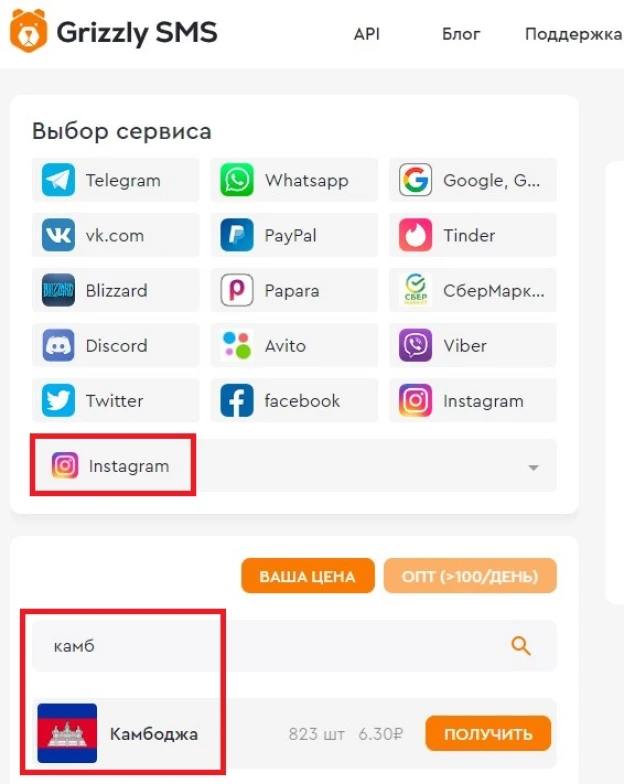 Grizzly SMS API Блог Поддержка
Выбор сервиса
Telegram Whatsapp Google, G...
vk.com PayPal Tinder
Blizzard Papara СберМарк...
Discord Avito Viber
Twitter facebook Instagram
Instagram
ВАША ЦЕНА ОПТ (>100/ДЕНЬ)
камб
Камбоджа 823 шт 6.30₽ ПОЛУЧИТЬ